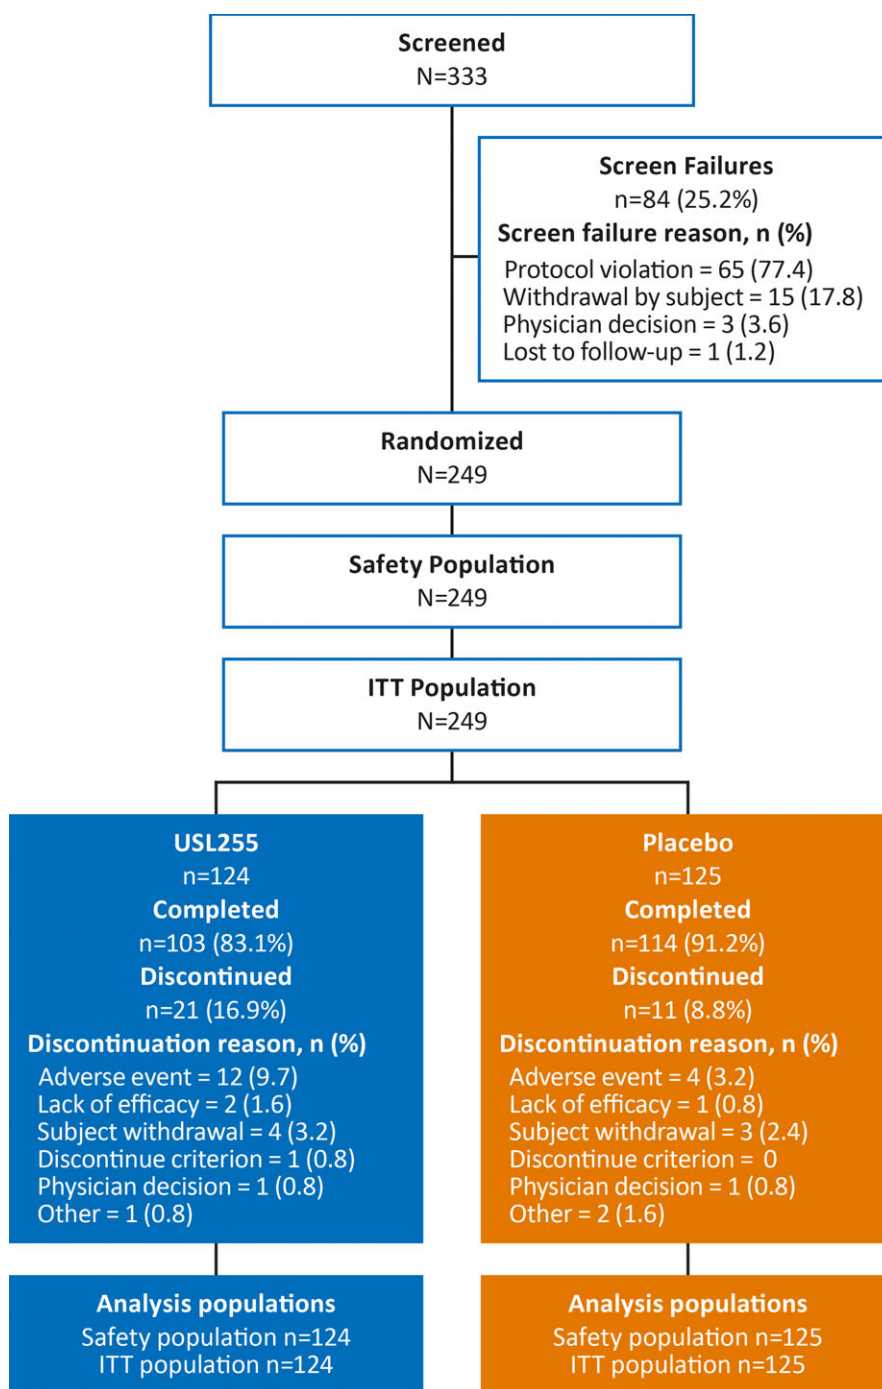 Screened
N=333
Screen Failures
n=84 (25.2%)
Screen failure reason, n (%)
Protocol violation = 65 (77.4)
Withdrawal by subject = 15 (17.8)
Physician decision = 3 (3.6)
Lost to follow-up = 1 (1.2)
Randomized
N=249
Safety Population
N=249
ITT Population
N=249
USL255
n=124
Completed
n=103 (83.1%)
Discontinued
n=21 (16.9%)
Discontinuation reason, n (%)
Adverse event = 12 (9.7)
Lack of efficacy = 2 (1.6)
Subject withdrawal = 4 (3.2)
Discontinue criterion = 1 (0.8)
Physician decision = 1 (0.8)
Other = 1 (0.8)
Analysis populations
Safety population n=124
ITT population n=124
Placebo
n=125
Completed
n=114 (91.2%)
Discontinued
n=11 (8.8%)
Discontinuation reason, n (%)
Adverse event = 4 (3.2)
Lack of efficacy = 1 (0.8)
Subject withdrawal = 3 (2.4)
Discontinue criterion = 0
Physician decision = 1 (0.8)
Other = 2 (1.6)
Analysis populations
Safety population n=125
ITT population n=125